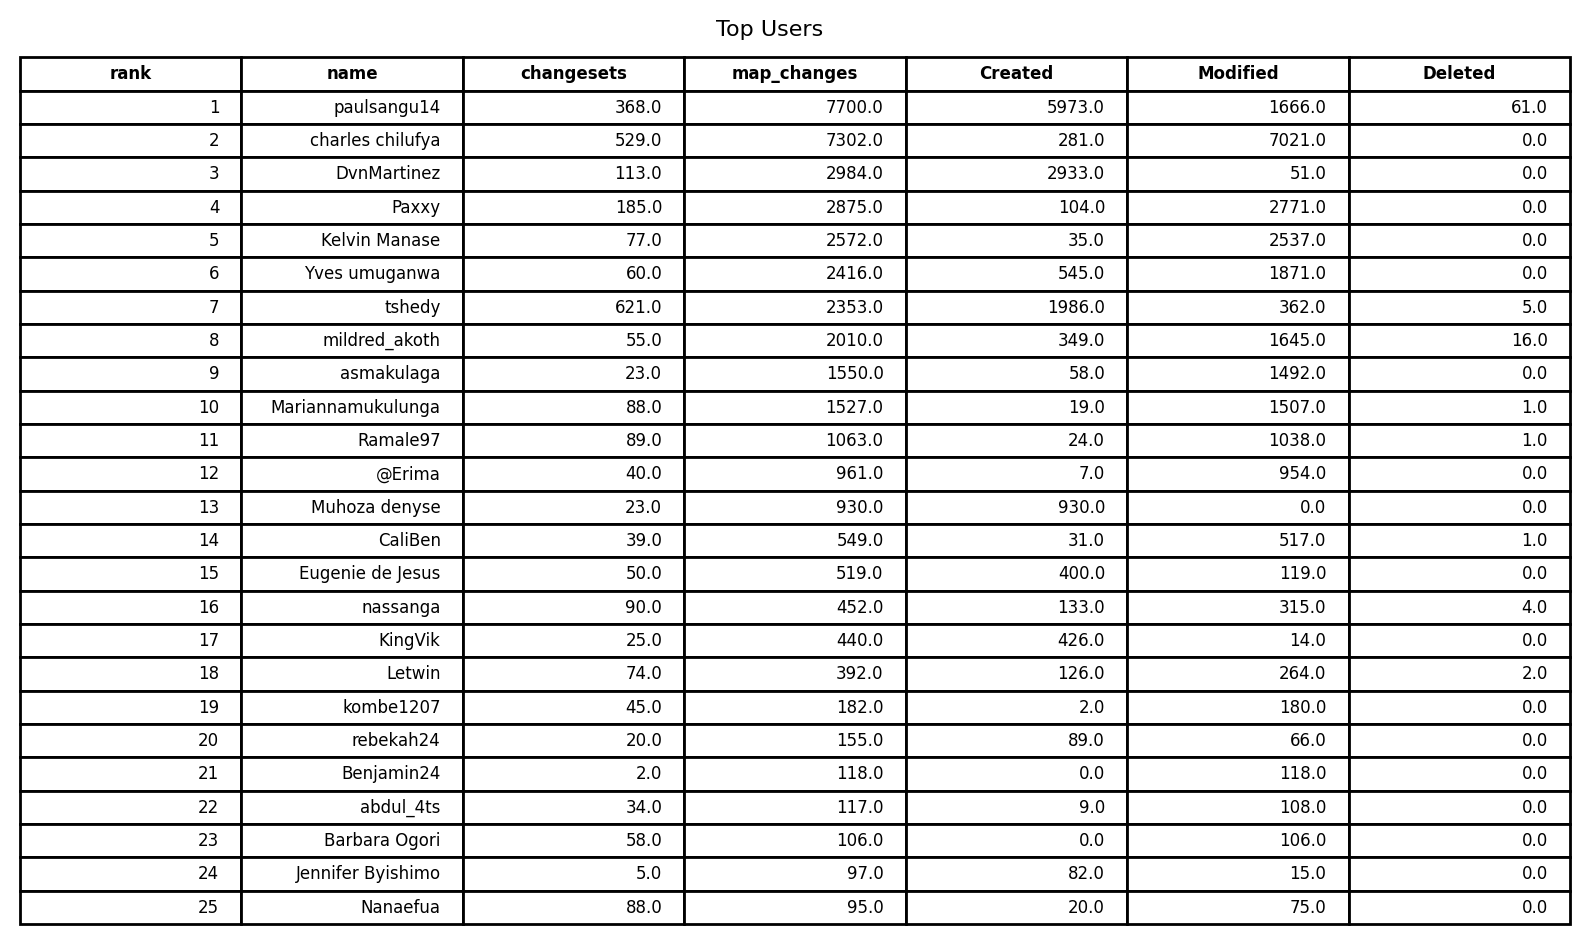 Top Users
rank name changesets map_changes Created Modified Deleted
1 paulsangu14 368.0 7700.0 5973.0 1666.0 61.0
2 charles chilufya 529.0 7302.0 281.0 7021.0 0.0
3 DvnMartinez 113.0 2984.0 2933.0 51.0 0.0
4 Paxxy 185.0 2875.0 104.0 2771.0 0.0
5 Kelvin Manase 77.0 2572.0 35.0 2537.0 0.0
6 Yves umuganwa 60.0 2416.0 545.0 1871.0 0.0
7 tshedy 621.0 2353.0 1986.0 362.0 5.0
8 mildred_akoth 55.0 2010.0 349.0 1645.0 16.0
9 asmakulaga 23.0 1550.0 58.0 1492.0 0.0
10 Mariannamukulunga 88.0 1527.0 19.0 1507.0 1.0
11 Ramale97 89.0 1063.0 24.0 1038.0 1.0
12 @Erima 40.0 961.0 7.0 954.0 0.0
13 Muhoza denyse 23.0 930.0 930.0 0.0 0.0
14 CaliBen 39.0 549.0 31.0 517.0 1.0
15 Eugenie de Jesus 50.0 519.0 400.0 119.0 0.0
16 nassanga 90.0 452.0 133.0 315.0 4.0
17 KingVik 25.0 440.0 426.0 14.0 0.0
18 Letwin 74.0 392.0 126.0 264.0 2.0
19 kombe1207 45.0 182.0 2.0 180.0 0.0
20 rebekah24 20.0 155.0 89.0 66.0 0.0
21 Benjamin24 2.0 118.0 0.0 118.0 0.0
22 abdul_4ts 34.0 117.0 9.0 108.0 0.0
23 Barbara Ogori 58.0 106.0 0.0 106.0 0.0
24 Jennifer Byishimo 5.0 97.0 82.0 15.0 0.0
25 Nanaefua 88.0 95.0 20.0 75.0 0.0